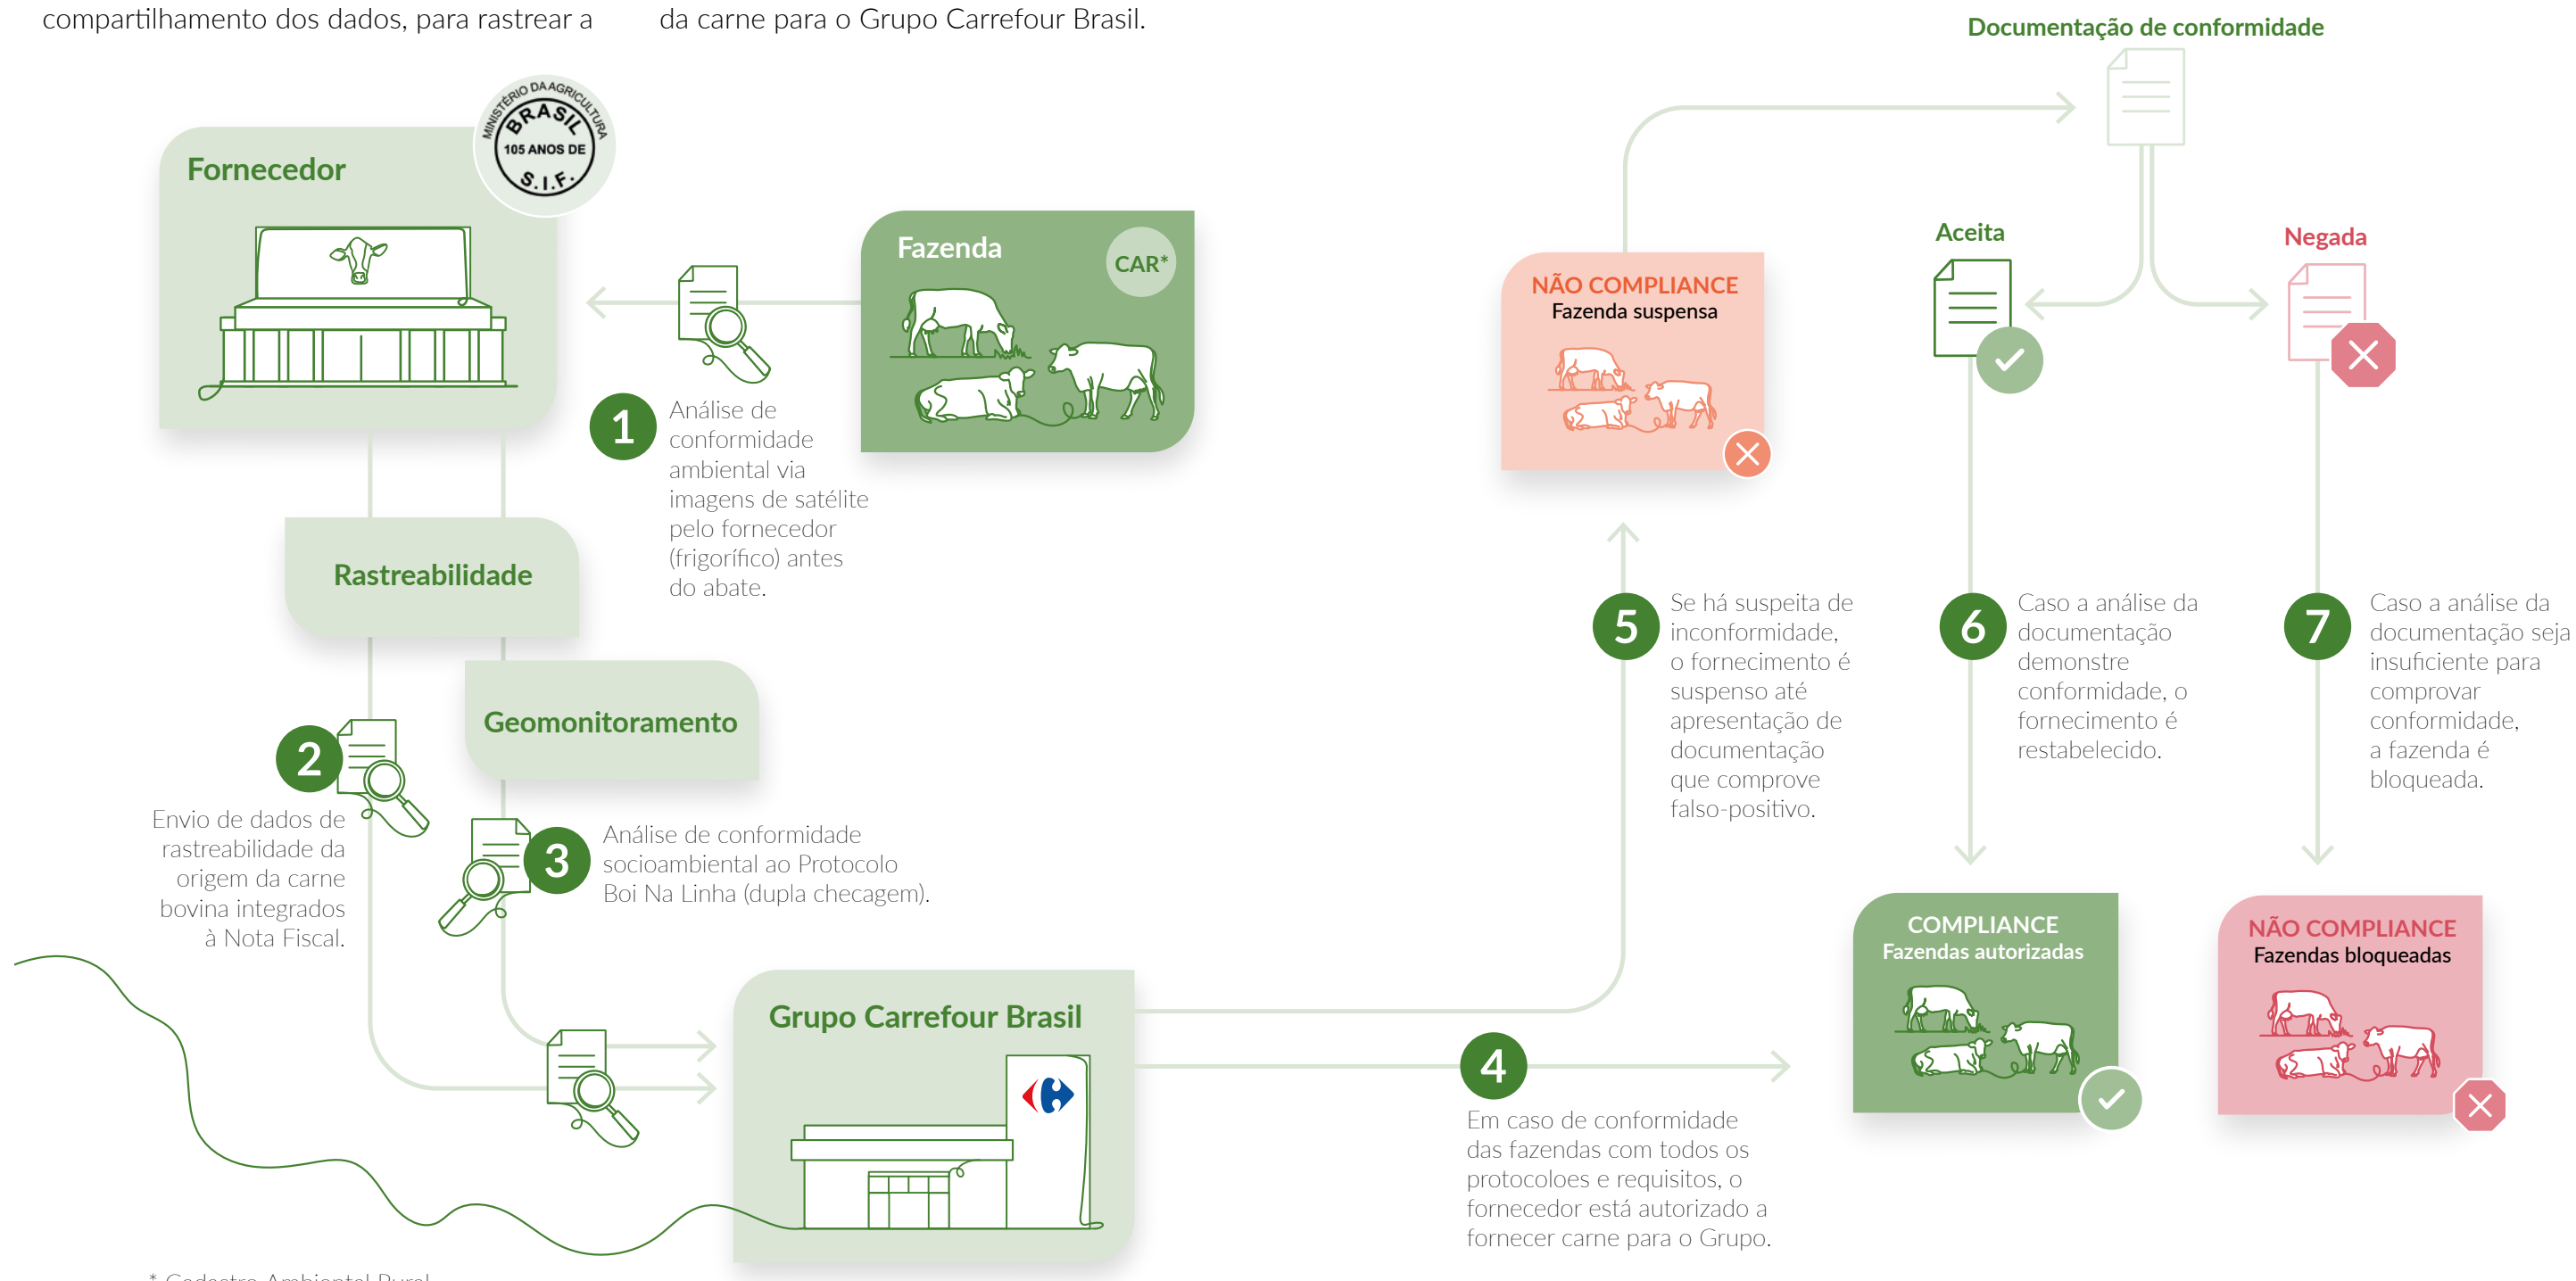 compartilhamento dos dados, para rastrear a
da carne para o Grupo Carrefour Brasil.
Fornecedor
MINISTÉRIO DA AGRICULTURA
BRASIL
105 ANOS DE
S.I.F.
Fazenda
CAR*
1
Análise de
conformidade
ambiental via
imagens de satélite
pelo fornecedor
(frigorífico) antes
do abate.
Rastreabilidade
Geomonitoramento
2
Envio de dados de
rastreabilidade da
origem da carne
bovina integrados
à Nota Fiscal.
3
Análise de conformidade
socioambiental ao Protocolo
Boi Na Linha (dupla checagem).
Grupo Carrefour Brasil
4
Em caso de conformidade
das fazendas com todos os
protocoloes e requisitos, o
fornecedor está autorizado a
fornecer carne para o Grupo.
NÃO COMPLIANCE
Fazenda suspensa
5
Se há suspeita de
inconformidade,
o fornecimento é
suspenso até
apresentação de
documentação
que comprove
falso-positivo.
Documentação de conformidade
Aceita
Negada
6
Caso a análise da
documentação
demonstre
conformidade, o
fornecimento é
restabelecido.
7
Caso a análise da
documentação seja
insuficiente para
comprovar
conformidade,
a fazenda é
bloqueada.
COMPLIANCE
Fazendas autorizadas
NÃO COMPLIANCE
Fazendas bloqueadas
* Cadastro Ambiental Rural